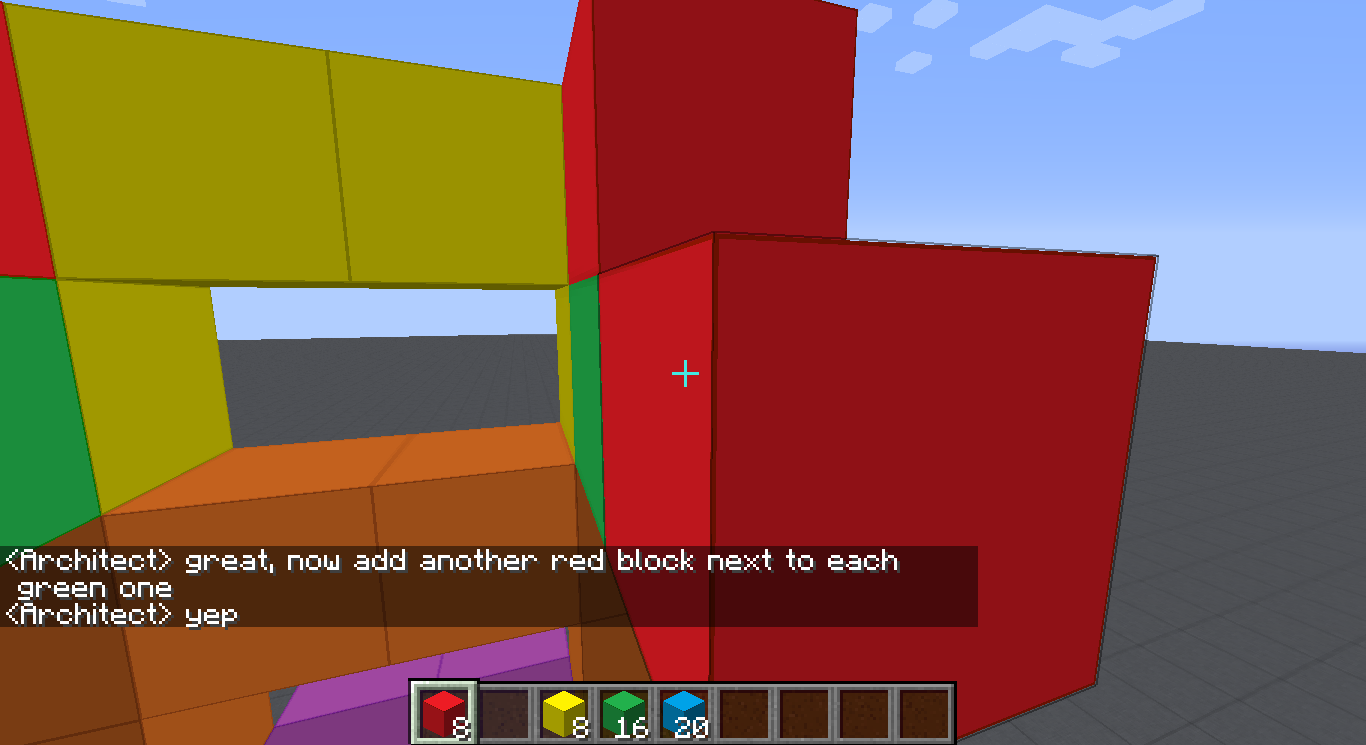 <Architect> great, now add another red block next to each
green one
<Architect> yep
8 8 16 20